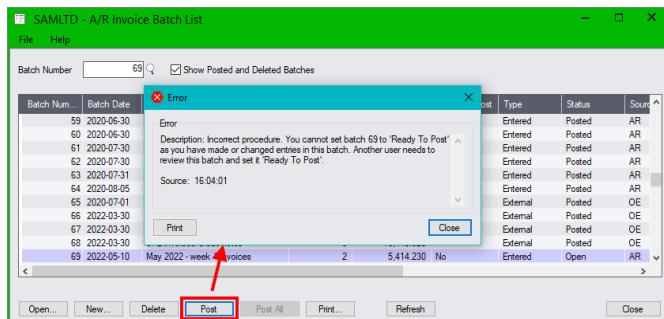 SAMLTD - A/R Invoice Batch List
File Help
Batch Number 69 Show Posted and Deleted Batches
Batch Num... Batch Date ost Type Status Sourc
59 2020-06-30 Entered Posted AR
60 2020-06-30 Entered Posted AR
61 2020-07-30 Entered Posted AR
62 2020-07-30 Entered Posted AR
63 2020-07-31 Entered Posted AR
64 2020-08-05 Entered Posted AR
65 2020-07-01 External Posted OE
66 2022-03-30 External Posted OE
67 2022-03-30 External Posted OE
68 2022-03-30 External Posted OE
69 2022-05-10 May 2022 - week 2 5,414.230 No Entered Open AR
Error
Error
Description: Incorrect procedure. You cannot set batch 69 to 'Ready To Post'
as you have made or changed entries in this batch. Another user needs to
review this batch and set it 'Ready To Post'.
Source: 16:04:01
Print Close
Open... New... Delete Post Post All Print... Refresh Close